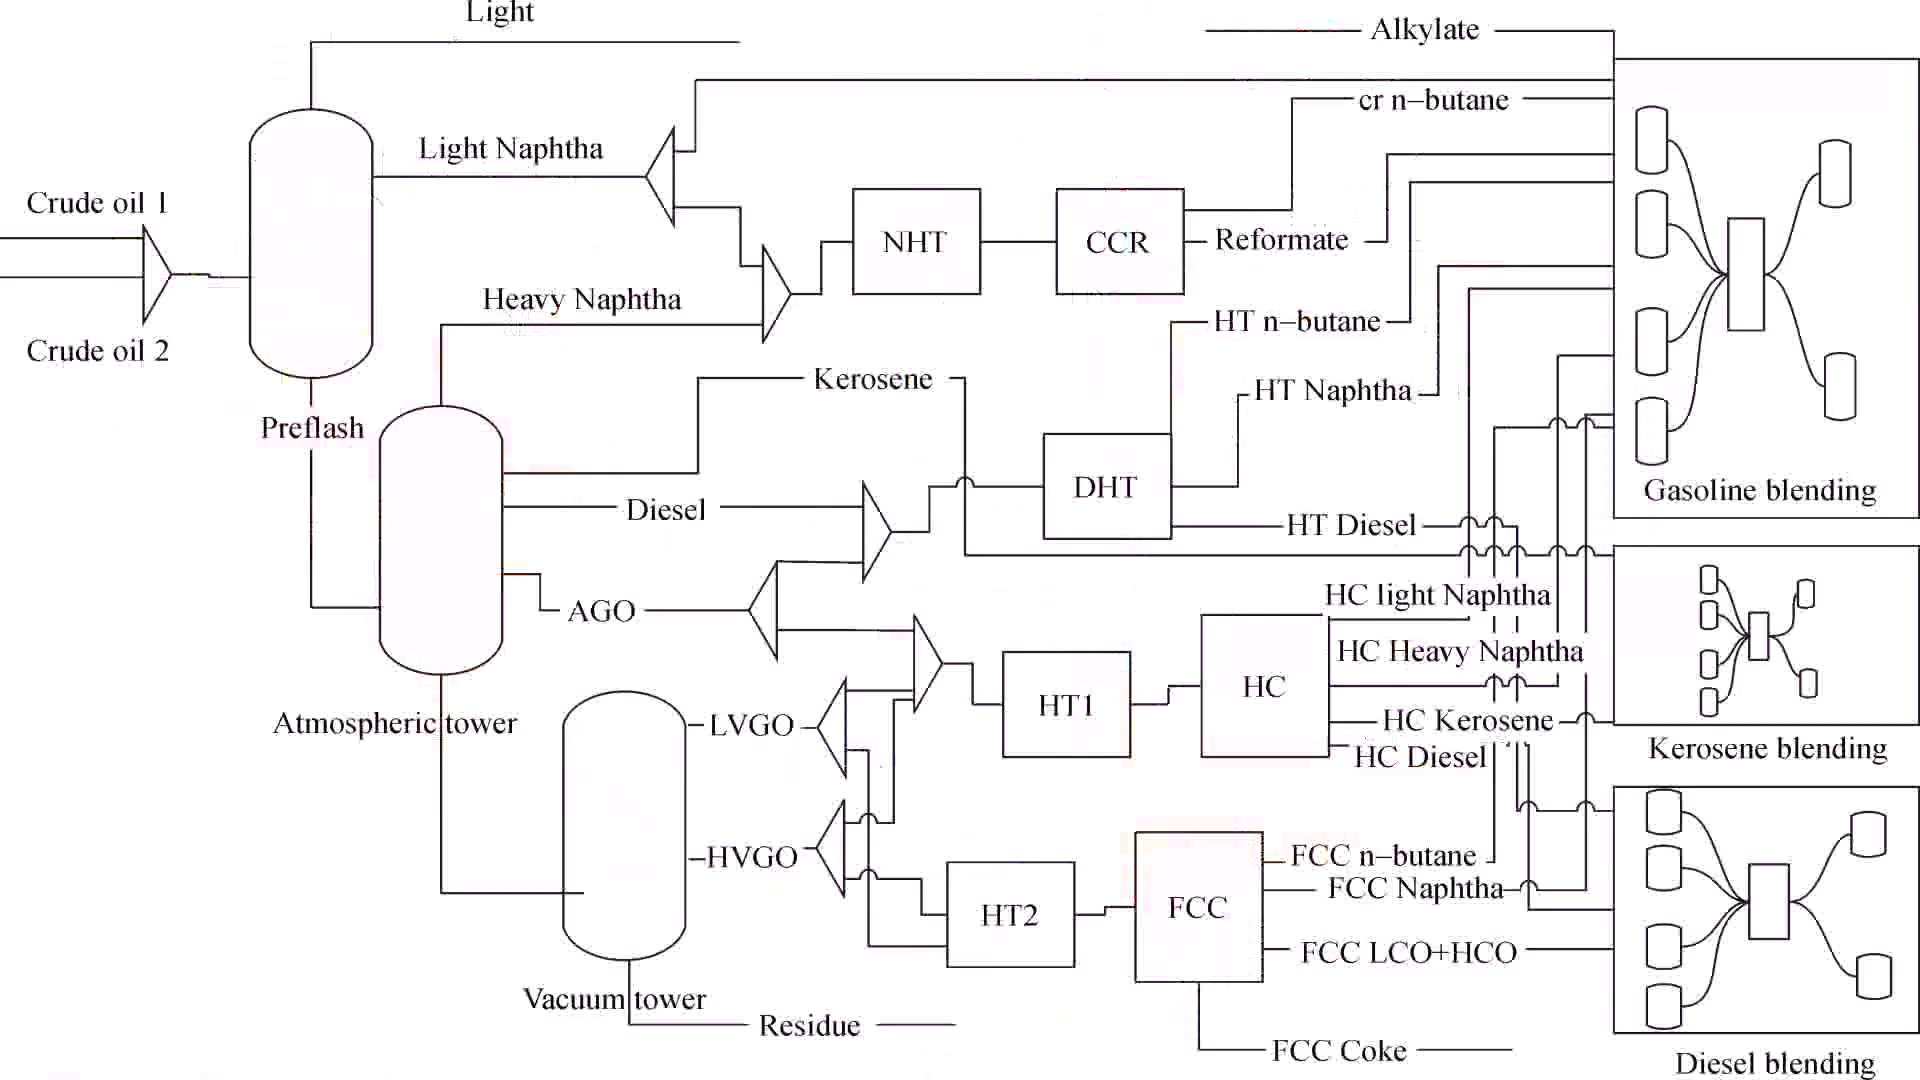 Light
Alkylate
cr n−butane
Light Naphtha
Crude oil 1
NHT
CCR
Reformate
Heavy Naphtha
HT n−butane
Crude oil 2
Kerosene
HT Naphtha
Preflash
DHT
Gasoline blending
Diesel
HT Diesel
HC light Naphtha
AGO
HC Heavy Naphtha
HC
HT1
Atmospheric tower
LVGO
HC Kerosene
Kerosene blending
HC Diesel
HVGO
FCC n−butane
FCC Naphtha
HT2
FCC
FCC LCO+HCO
Vacuum tower
Residue
FCC Coke
Diesel blending